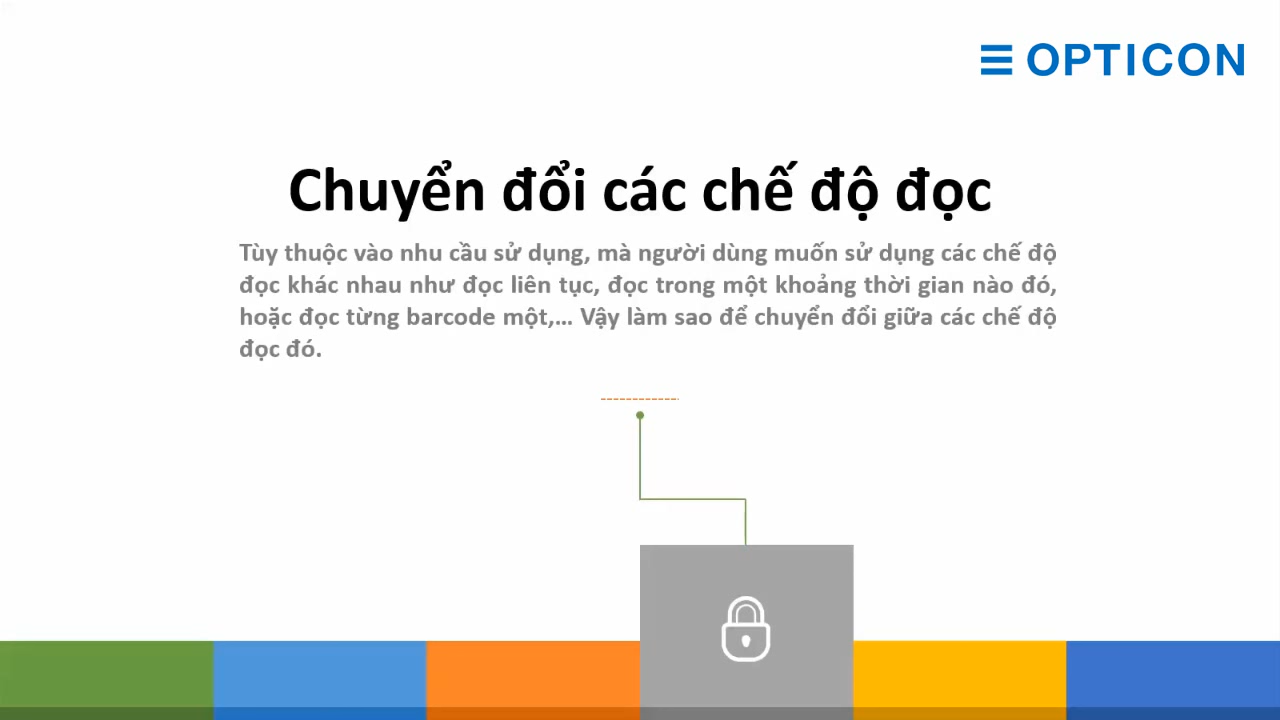 OPTICON
Chuyển đổi các chế độ đọc
Tùy thuộc vào nhu cầu sử dụng, mà người dùng muốn sử dụng các chế độ
đọc khác nhau như đọc liên tục, đọc trong một khoảng thời gian nào đó,
hoặc đọc từng barcode một,... Vậy làm sao để chuyển đổi giữa các chế độ
đọc đó.